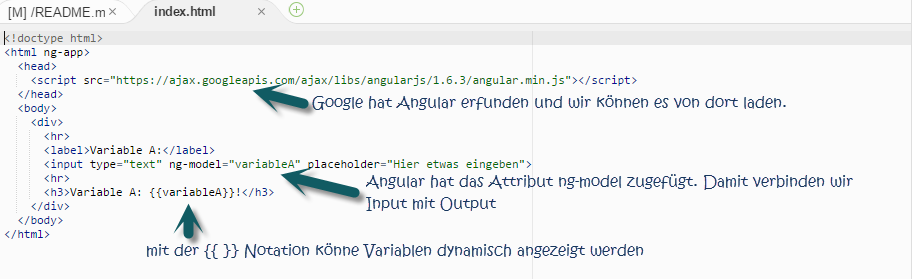 [M] /README.m × index.html ×
<!doctype html>
<html ng-app>
<head>
<script src="https://ajax.googleapis.com/ajax/libs/angularjs/1.6.3/angular.min.js"></script>
</head>
Google hat Angular erfunden und wir können es von dort laden.
<body>
<div>
<hr>
<label>Variable A:</label>
<input type="text" ng-model="variableA" placeholder="Hier etwas eingeben">
<hr>
Angular hat das Attribut ng-model zugefügt. Damit verbinden wir
<h3>Variable A: {{variableA}}!</h3>
Input mit Output
</div>
</body>
</html>
mit der {{ }} Notation könne Variablen dynamisch angezeigt werden